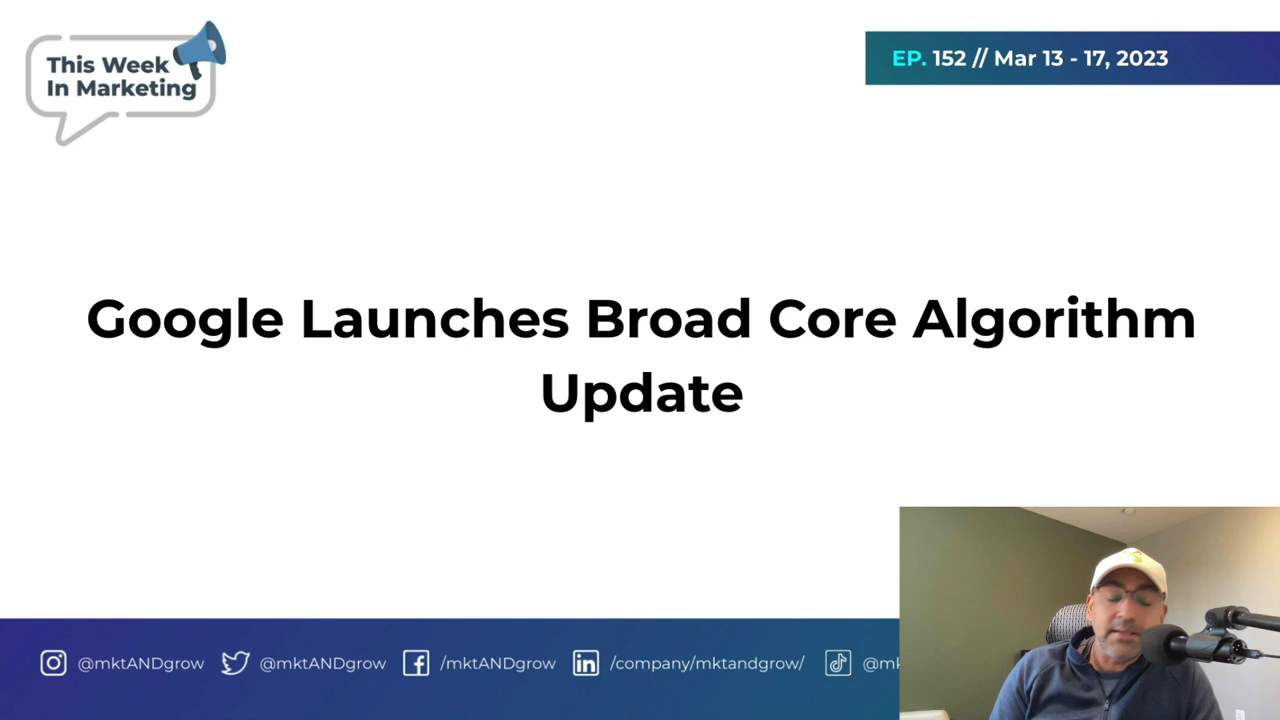 This Week
In Marketing
EP. 152 // Mar 13 - 17, 2023
Google Launches Broad Core Algorithm
Update
@mktANDgrow
@mktANDgrow
/mktANDgrow
/company/mktandgrow/